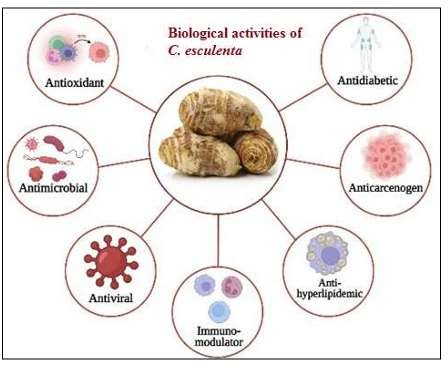 Biological activities of
C. esculenta
Antioxidant
Antidiabetic
Antimicrobial
Anticarcenogen
Antiviral
Anti-
hyperlipidemic
Immuno-
modulator